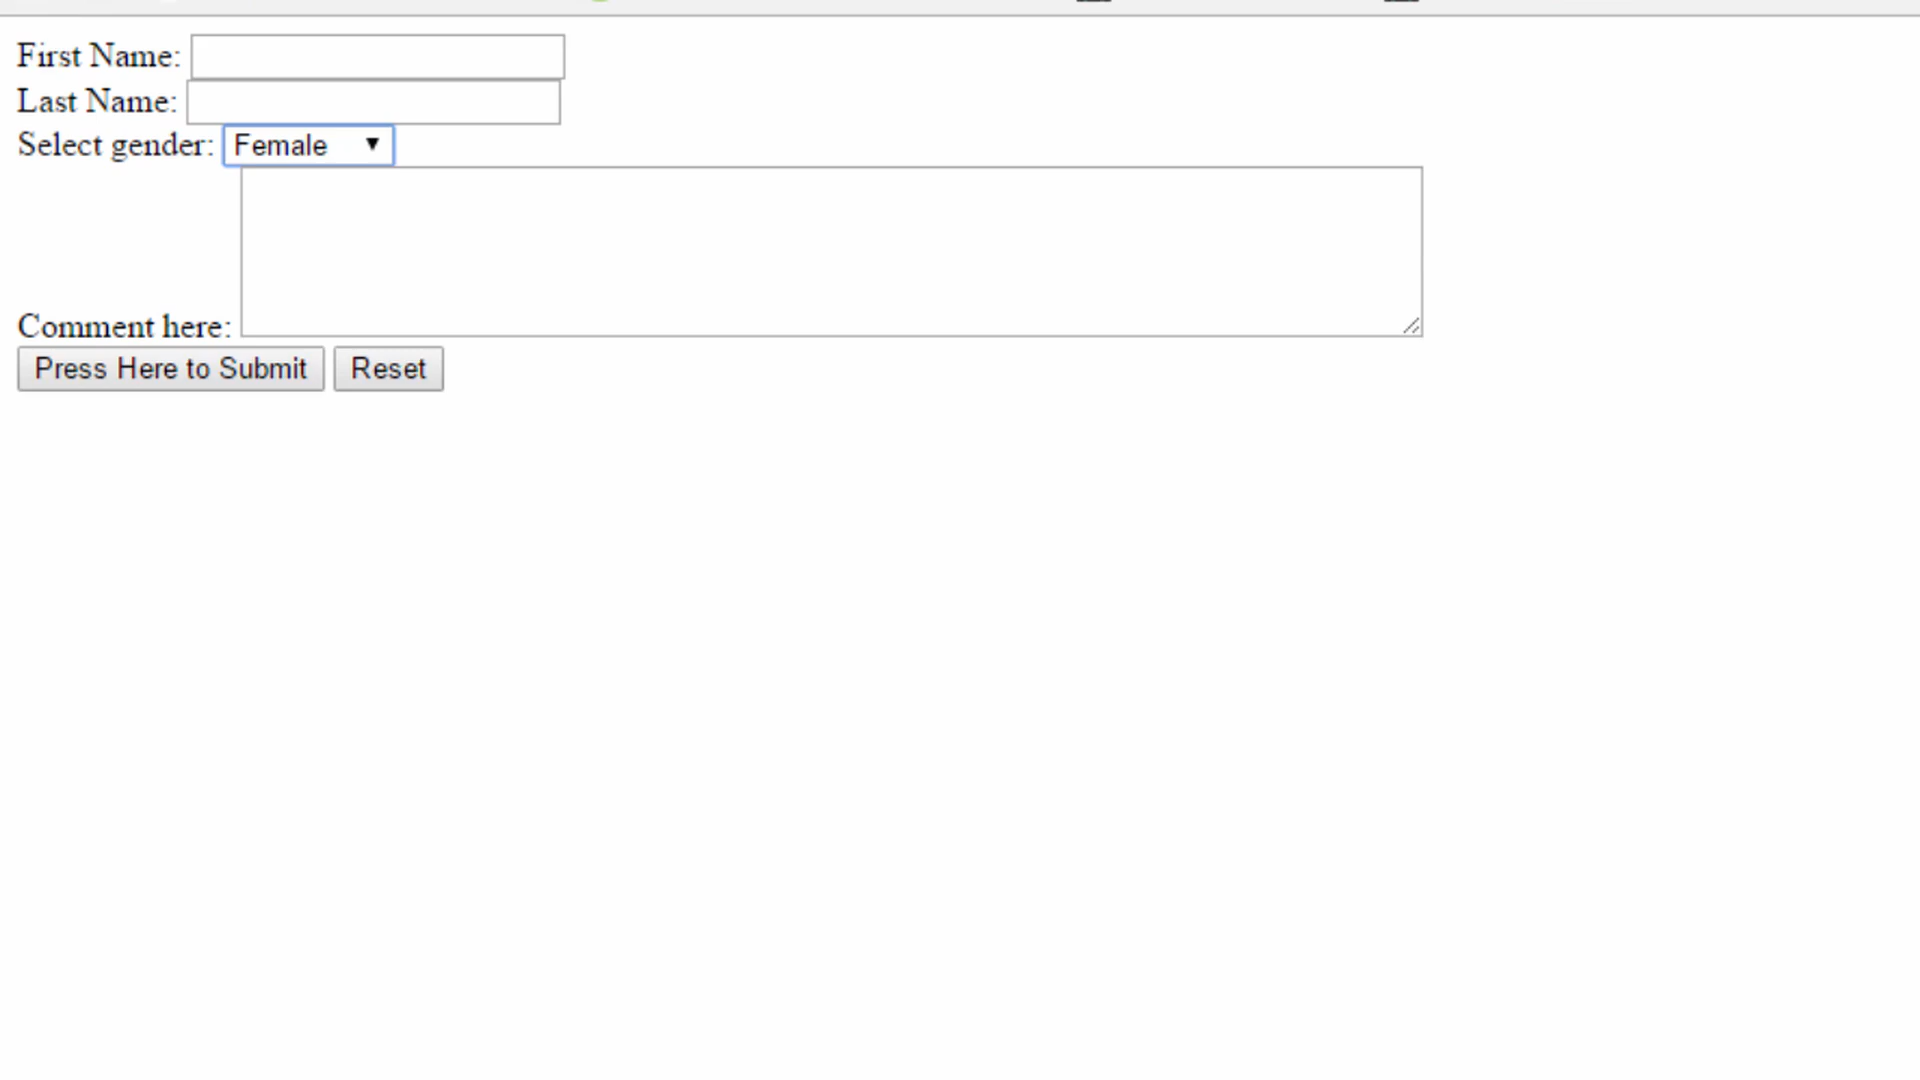 First Name:
Last Name:
Select gender: Female
Comment here:
Press Here to Submit Reset